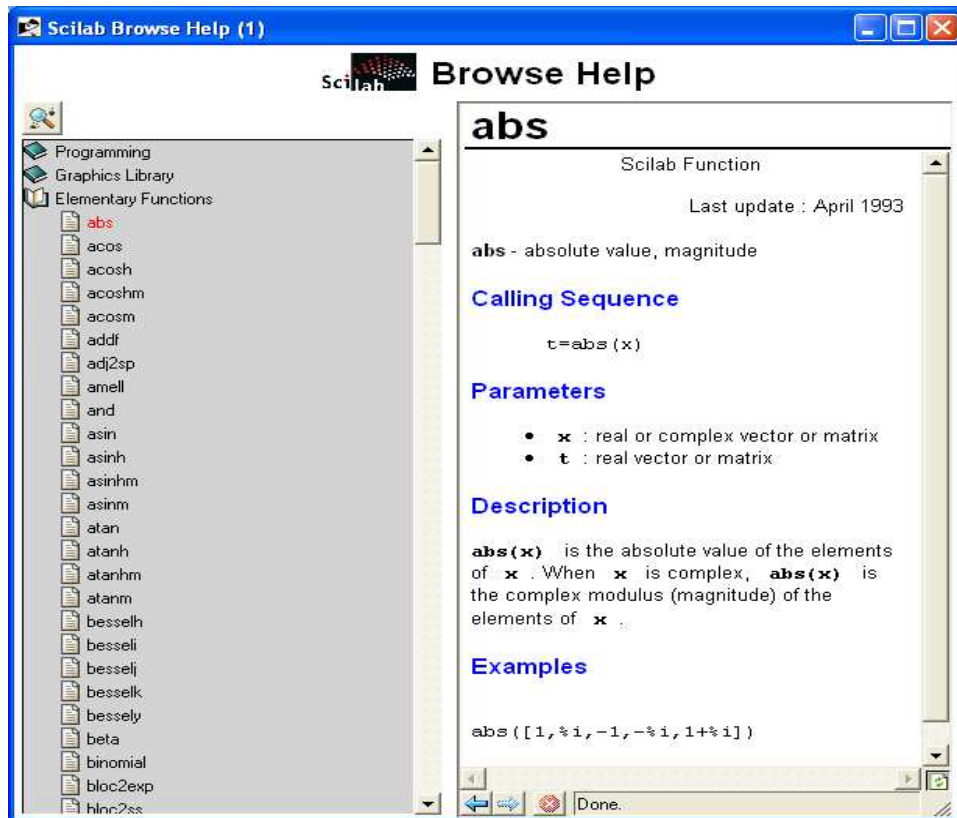 Scilab Browse Help (1)
Scilab Browse Help
Programming
Graphics Library
Elementary Functions
abs
acos
acosh
acoshm
acosm
addf
adj2sp
amell
and
asin
asinh
asinhm
asinm
atan
atanh
atanhm
atanm
besselh
besseli
besselj
besselk
bessely
beta
binomial
bloc2exp
bloc2ss
abs
Scilab Function
Last update : April 1993
abs - absolute value, magnitude
Calling Sequence
t=abs(x)
Parameters
• x : real or complex vector or matrix
• t : real vector or matrix
Description
abs(x) is the absolute value of the elements
of x . When x is complex, abs(x) is
the complex modulus (magnitude) of the
elements of x .
Examples
abs([1,%i,-1,-%i,1+%i])
Done.